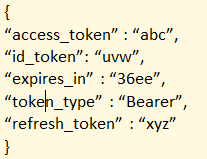 {
“access_token” : “abc”,
“id_token”: “uvw”,
“expires_in” : “36ee”,
“token_type” : “Bearer”,
“refresh_token” : “xyz”
}